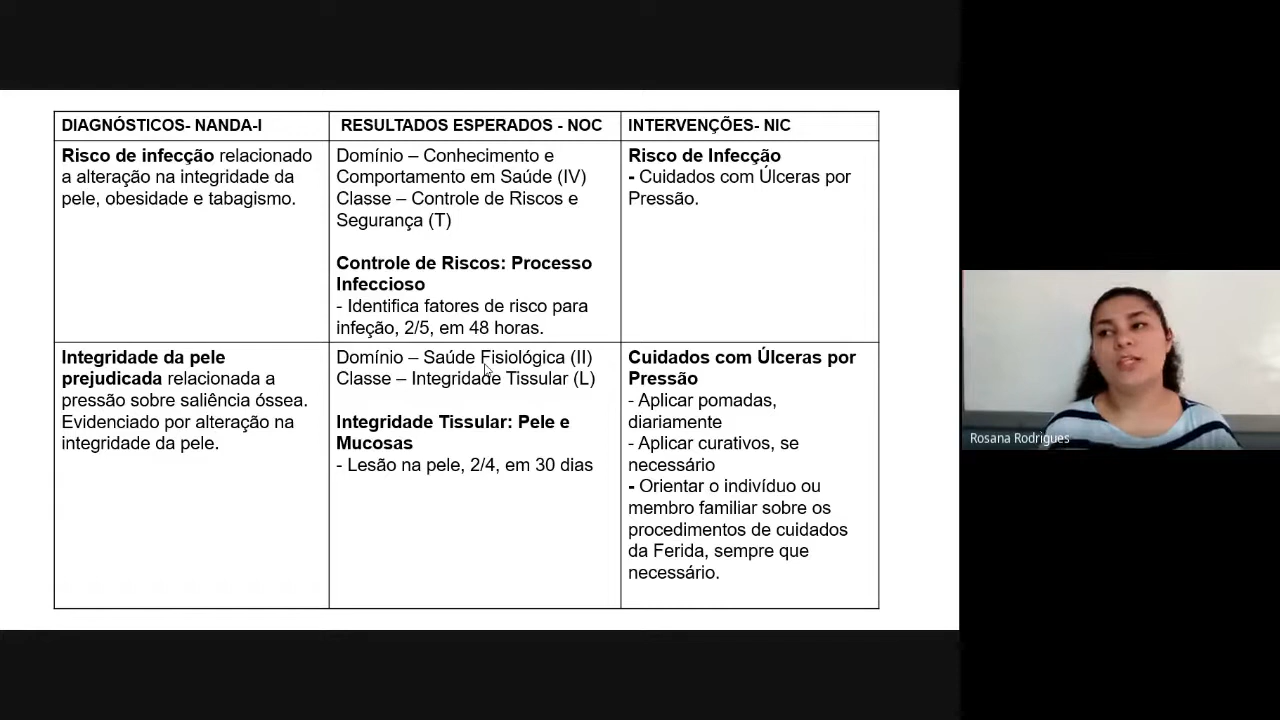 DIAGNÓSTICOS- NANDA-I
RESULTADOS ESPERADOS - NOC
INTERVENÇÕES- NIC
Risco de infecção relacionado
a alteração na integridade da
pele, obesidade e tabagismo.
Domínio – Conhecimento e
Comportamento em Saúde (IV)
Classe – Controle de Riscos e
Segurança (T)
Controle de Riscos: Processo
Infeccioso
- Identifica fatores de risco para
infeção, 2/5, em 48 horas.
Risco de Infecção
- Cuidados com Úlceras por
Pressão.
Integridade da pele
prejudicada relacionada a
pressão sobre saliência óssea.
Evidenciado por alteração na
integridade da pele.
Domínio – Saúde Fisiológica (II)
Classe – Integridade Tissular (L)
Integridade Tissular: Pele e
Mucosas
- Lesão na pele, 2/4, em 30 dias
Cuidados com Úlceras por
Pressão
- Aplicar pomadas,
diariamente
- Aplicar curativos, se
necessário
- Orientar o indivíduo ou
membro familiar sobre os
procedimentos de cuidados
da Ferida, sempre que
necessário.
Rosana Rodrigues